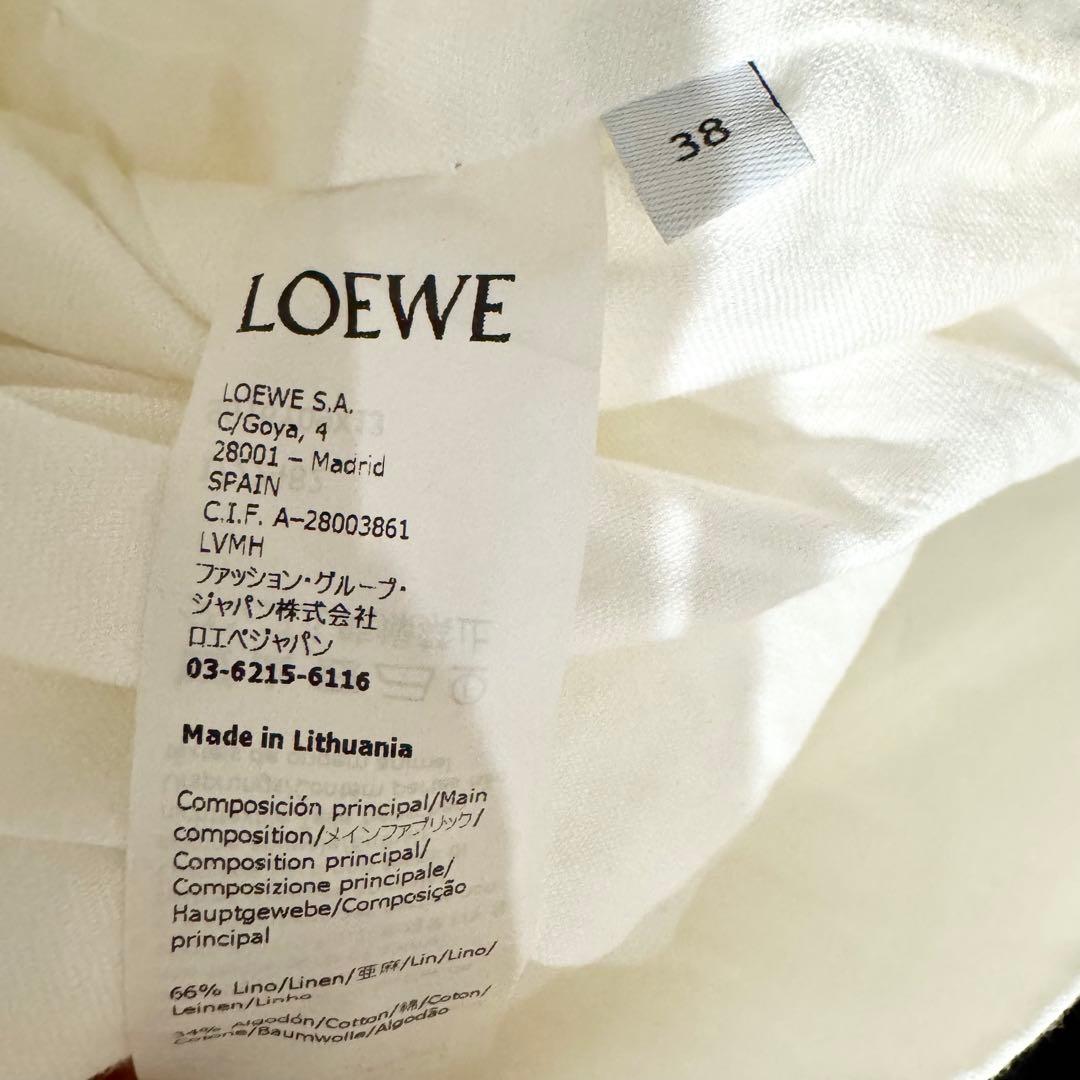 38
LOEWE
LOEWE S.A.
C/Goya, 4
28001 – Madrid
SPAIN
C.I.F. A-28003861
LVMH
ファッション・グループ・
ジャパン株式会社
ロエベジャパン
03-6215-6116
Made in Lithuania
Composición principal/Main
composition/メインファブリック/
Composition principal/
Composizione principale/
Hauptgewebe/Composição
principal
66% Lino/Linen/亜麻/Lin/Lino/
Leinen/Linho
34% Algodón/Cotton/綿/Coton/
Cotone/Baumwolle/Algodão